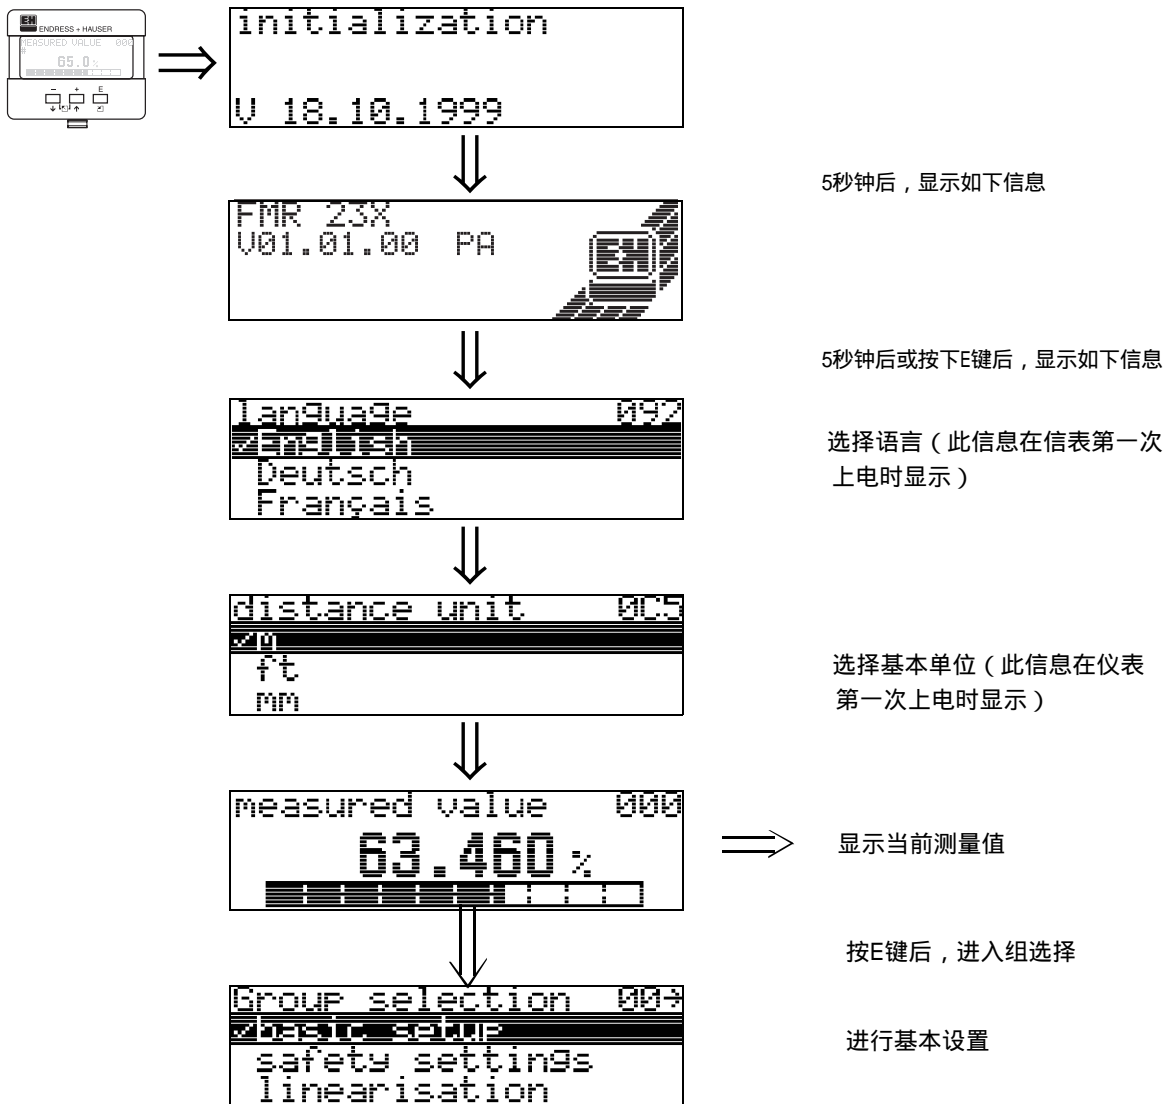 EH
ENDRESS + HAUSER
MEASURED VALUE 000
#
65.0 %
- + E
initialization
V 18.10.1999
5秒钟后，显示如下信息
FMR 23X
V01.01.00 PA
EH
5秒钟后或按下E键后，显示如下信息
language 092
✓English
Deutsch
Français
选择语言（此信息在信表第一次
上电时显示）
distance unit 0C5
✓m
ft
mm
选择基本单位（此信息在仪表
第一次上电时显示）
measured value 000
63.460 %
显示当前测量值
按E键后，进入组选择
Group selection 00→
✓basic setup
safety settings
linearisation
进行基本设置